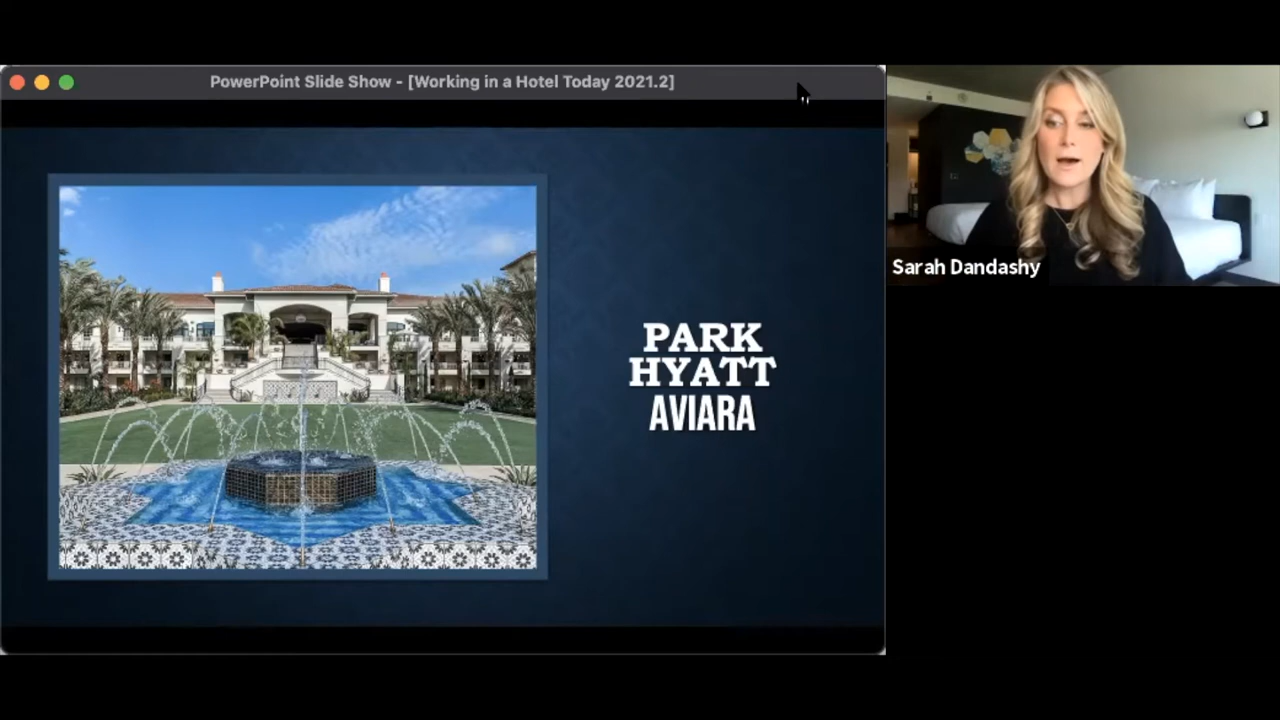 PowerPoint Slide Show - [Working in a Hotel Today 2021.2]
PARK
HYATT
AVIARA
Sarah Dandashy